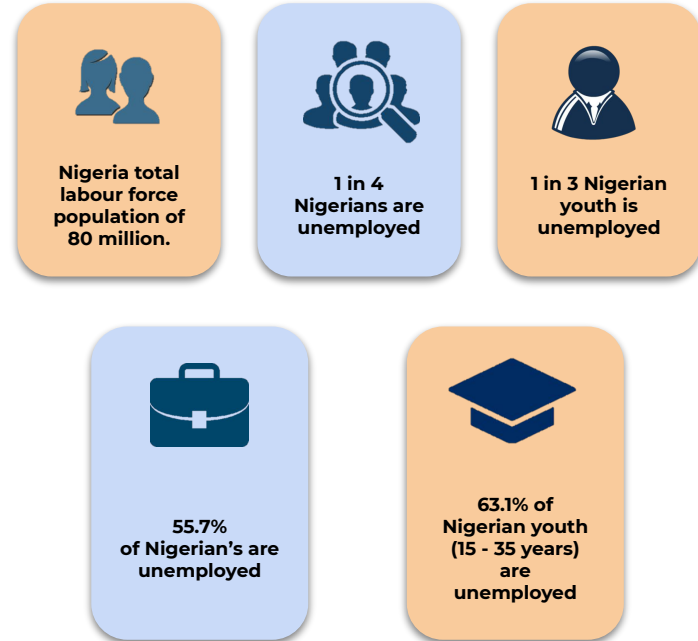 Nigeria total
labour force
population of
80 million.
1 in 4
Nigerians are
unemployed
1 in 3 Nigerian
youth is
unemployed
55.7%
of Nigerian’s are
unemployed
63.1% of
Nigerian youth
(15 - 35 years)
are
unemployed